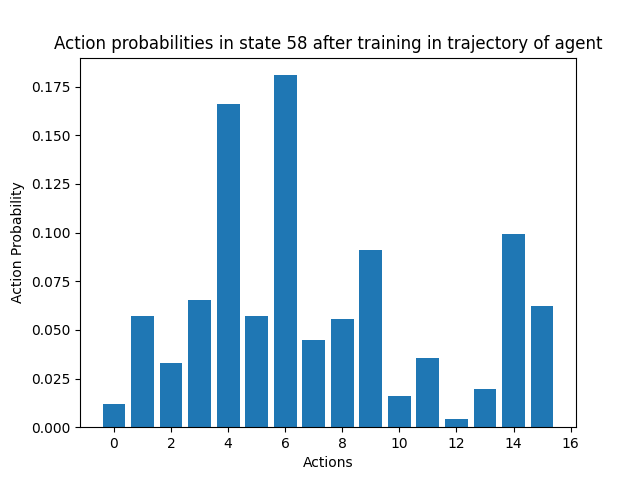 Action probabilities in state 58 after training in trajectory of agent
0.175
0.150
0.125
0.100
0.075
0.050
0.025
0.000
Action Probability
0 2 4 6 8 10 12 14 16
Actions